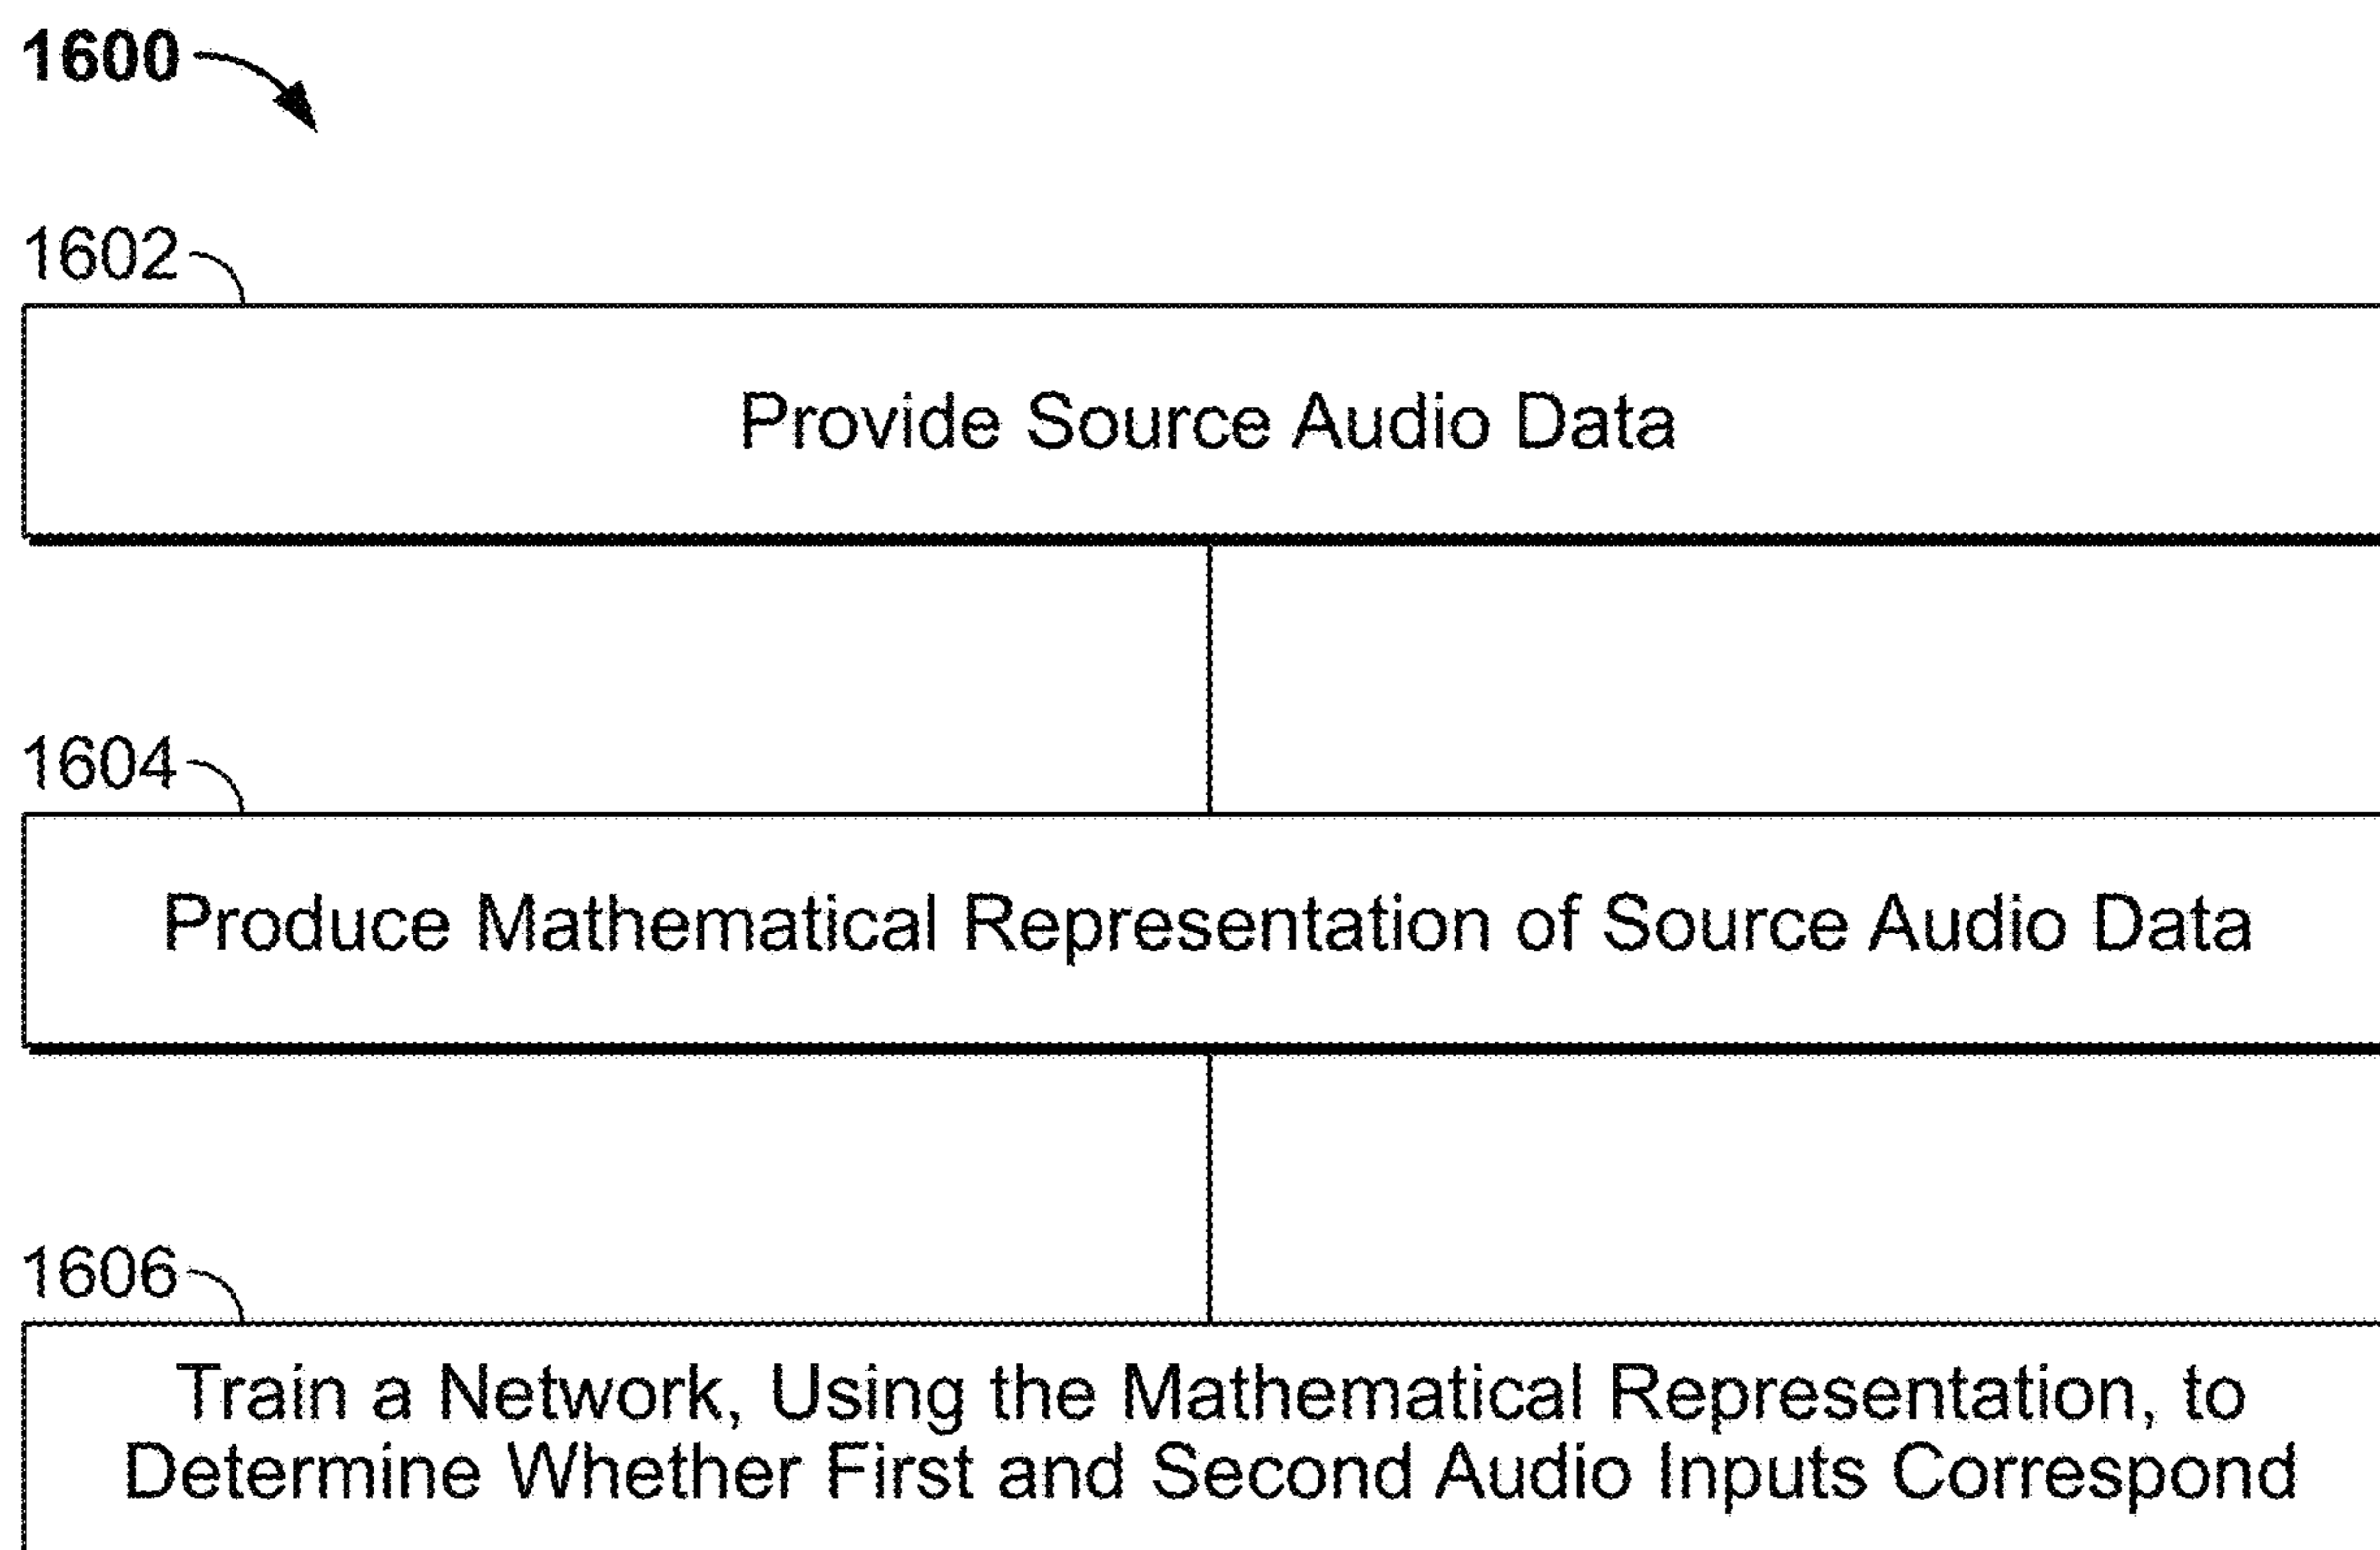 1600
1602
Provide Source Audio Data
1604
Produce Mathematical Representation of Source Audio Data
1606
Train a Network, Using the Mathematical Representation, to
Determine Whether First and Second Audio Inputs Correspond